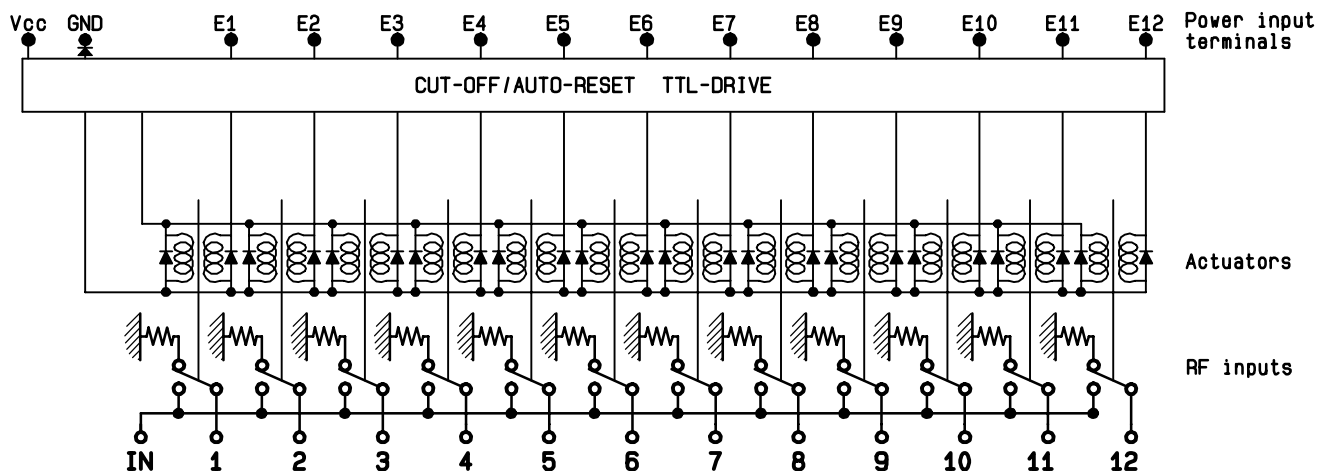 Vcc GND E1 E2 E3 E4 E5 E6 E7 E8 E9 E10 E11 E12 Power input
terminals
CUT-OFF/AUTO-RESET TTL-DRIVE
Actuators
RF inputs
IN 1 2 3 4 5 6 7 8 9 10 11 12